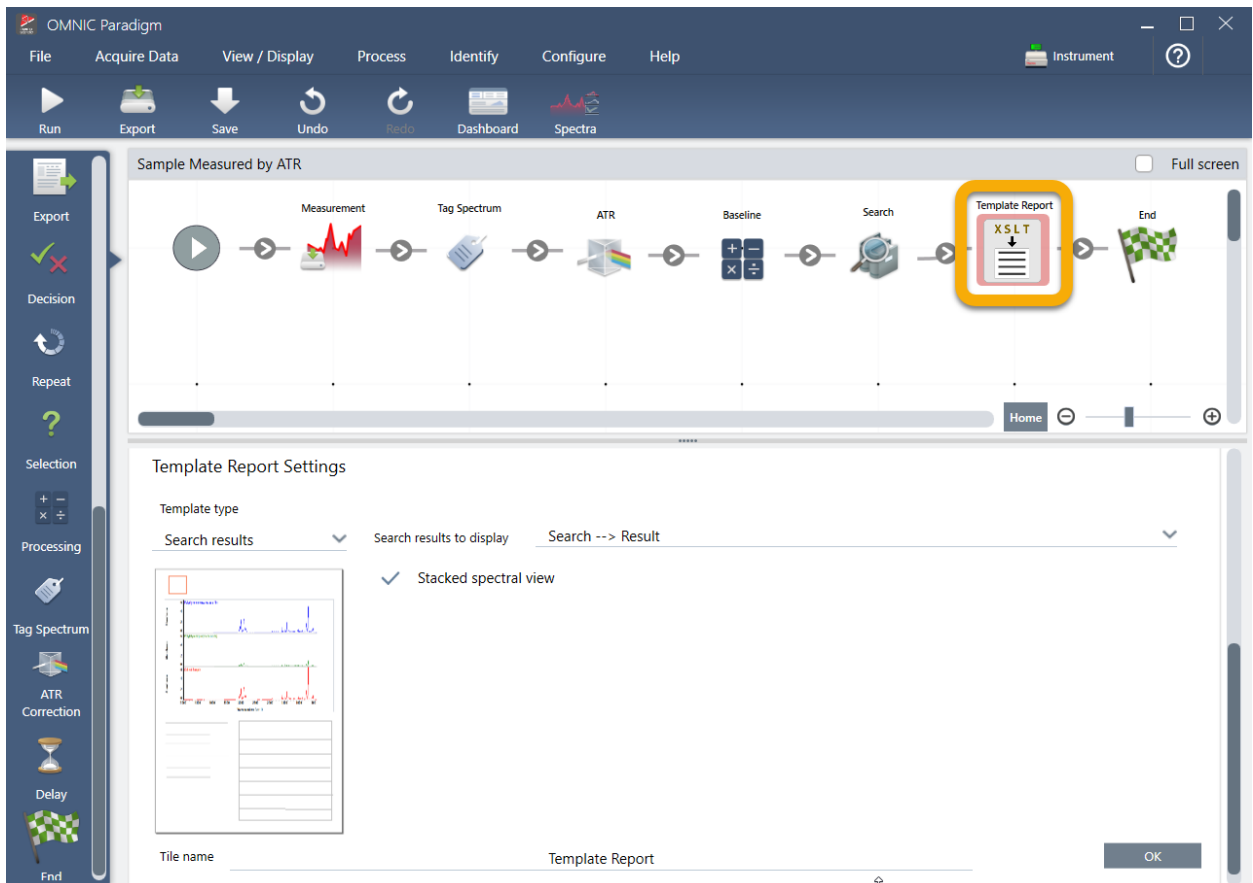 OMNIC Paradigm
File Acquire Data View / Display Process Identify Configure Help Instrument
Run Export Save Undo Redo Dashboard Spectra
Sample Measured by ATR Full screen
Export
Decision
Repeat
Selection
Processing
Tag Spectrum
ATR
Correction
Delay
End
Measurement Tag Spectrum ATR Baseline Search Template Report End
XSLT
Home
Template Report Settings
Template type
Search results Search results to display Search --> Result
Stacked spectral view
Tile name Template Report OK